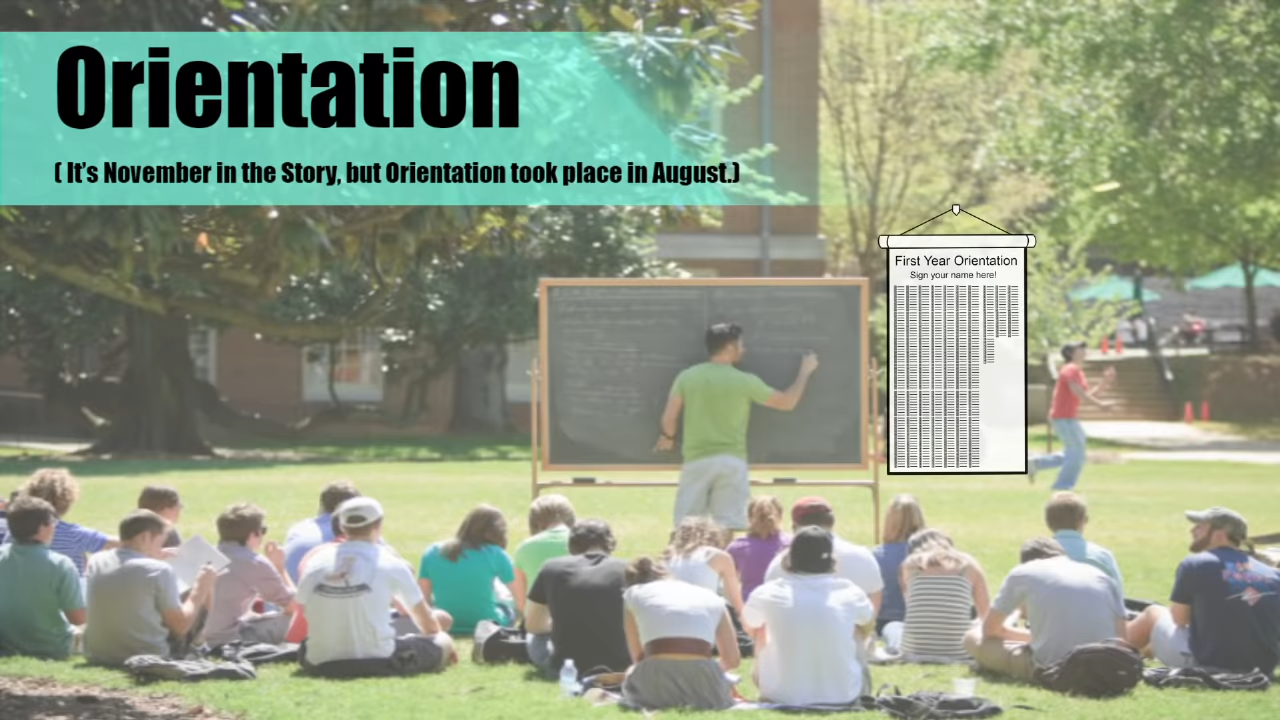 Orientation
( It's November in the Story, but Orientation took place in August.)
First Year Orientation
Sign your name here!